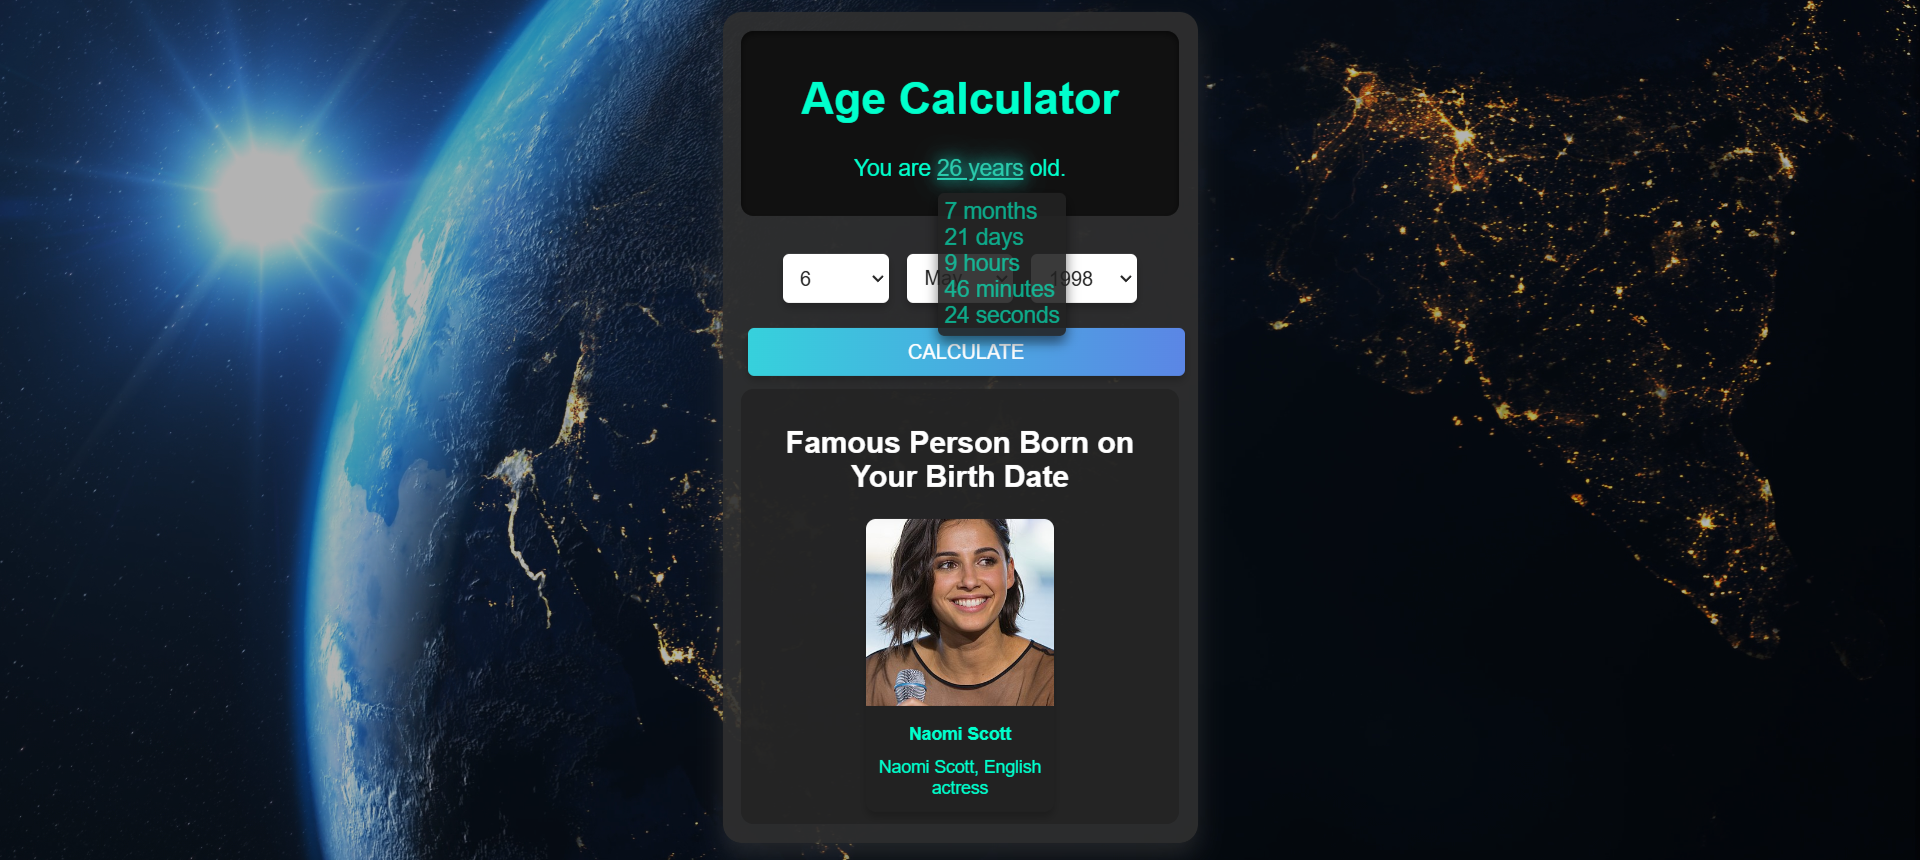 Age Calculator
You are 26 years old.
7 months
21 days
9 hours
46 minutes
24 seconds
6
May
1998
CALCULATE
Famous Person Born on
Your Birth Date
Naomi Scott
Naomi Scott, English
actress